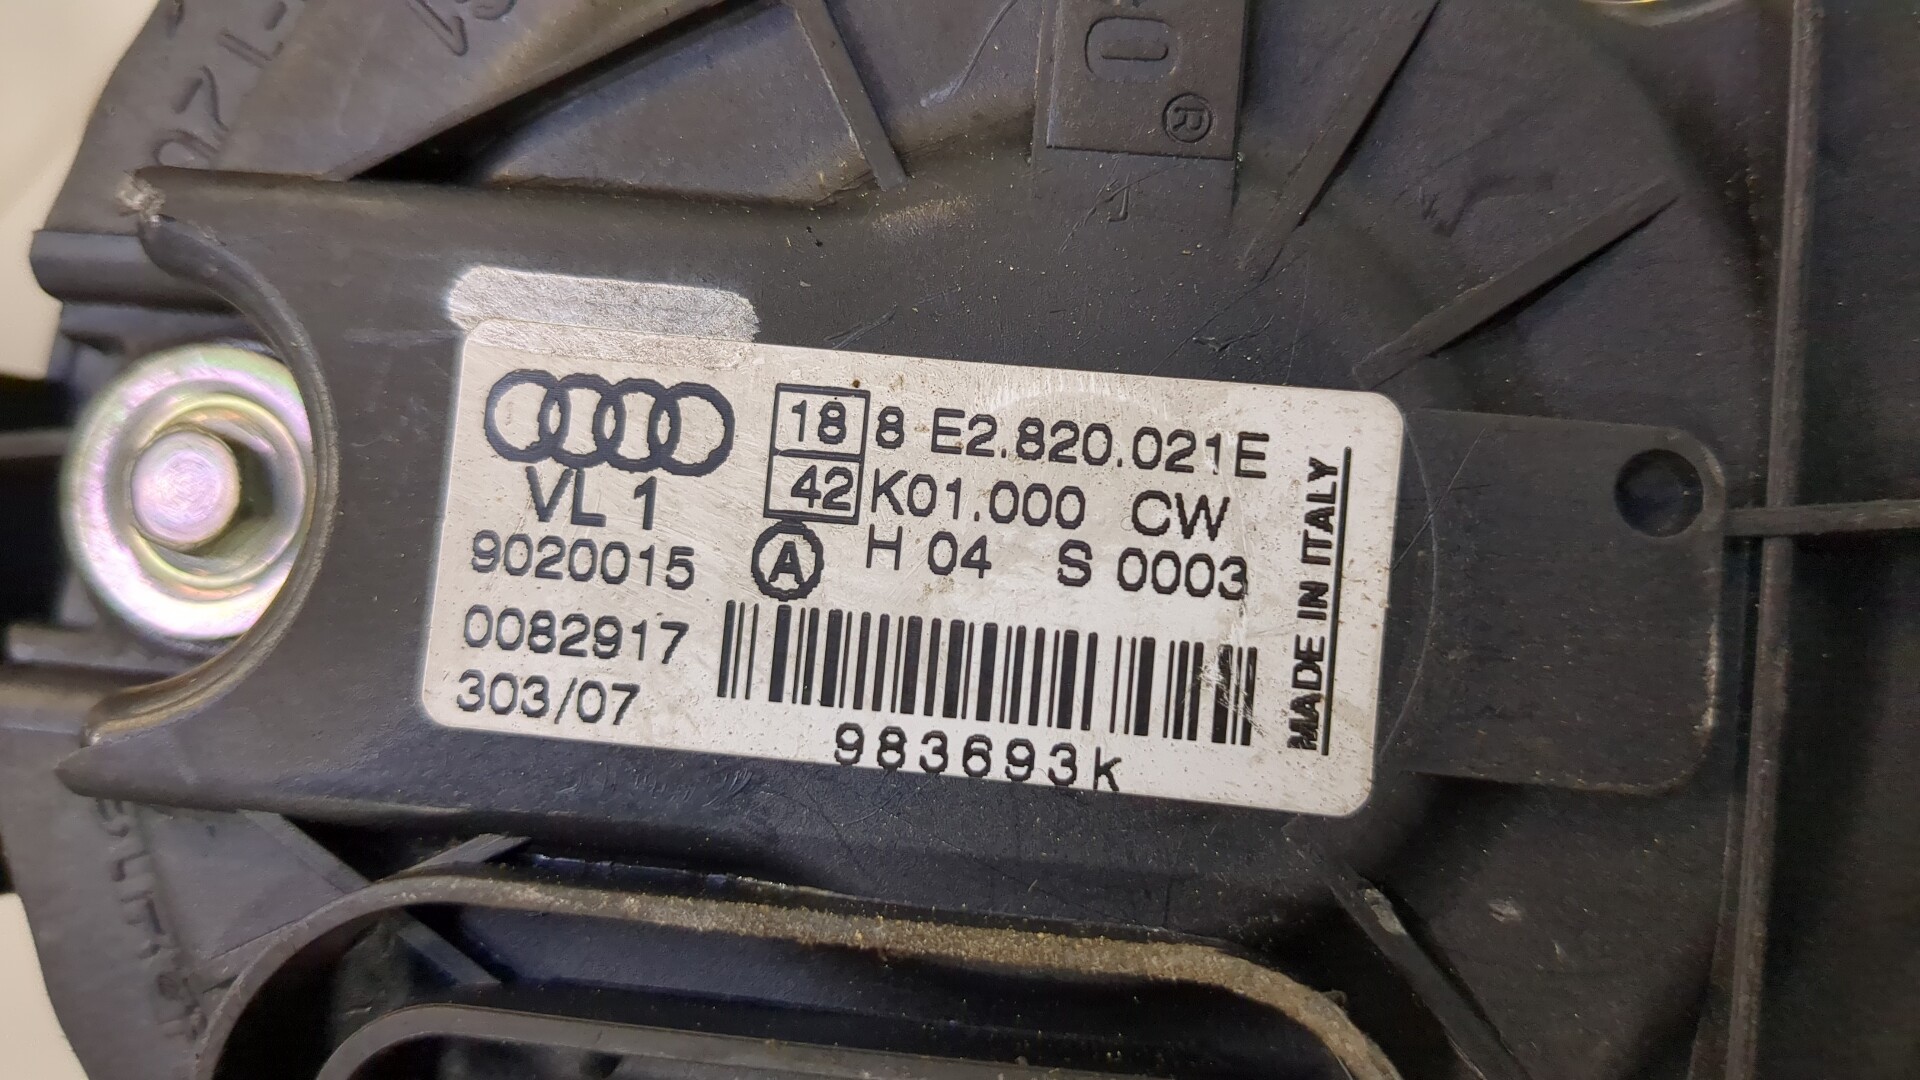 18 8 E2.820.021E
42 K01.000 CW
VL 1
A H 04 S 0003
9020015
0082917
303/07
983693k
MADE IN ITALY
®